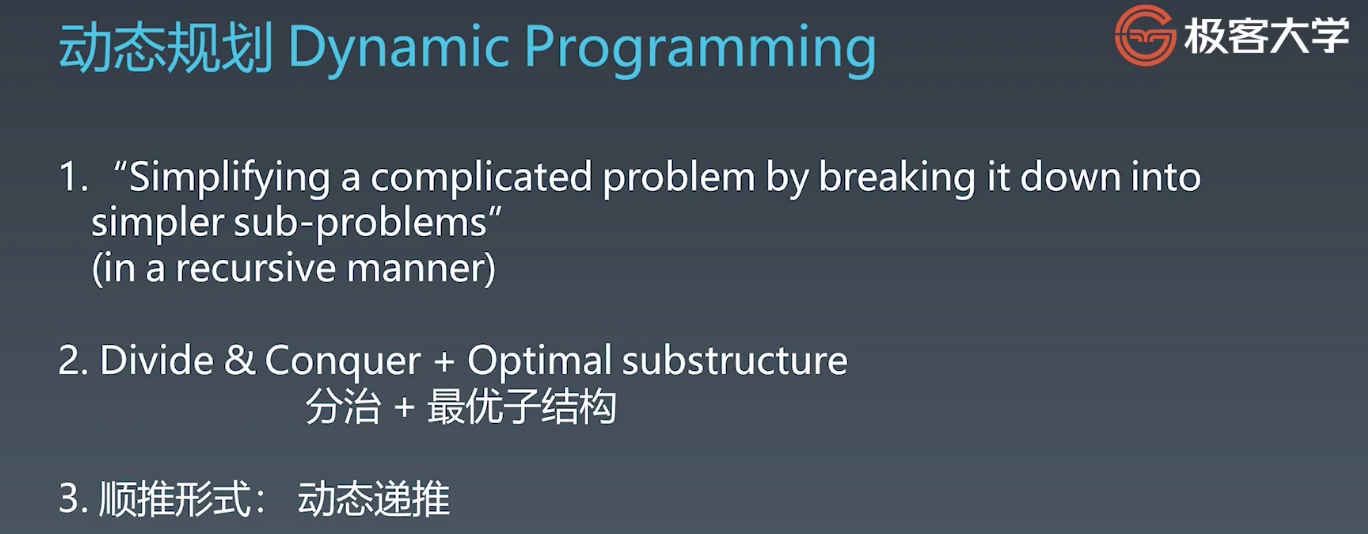 动态规划 Dynamic Programming
极客大学
1.“Simplifying a complicated problem by breaking it down into
simpler sub-problems”
(in a recursive manner)
2. Divide & Conquer + Optimal substructure
分治 + 最优子结构
3. 顺推形式： 动态递推